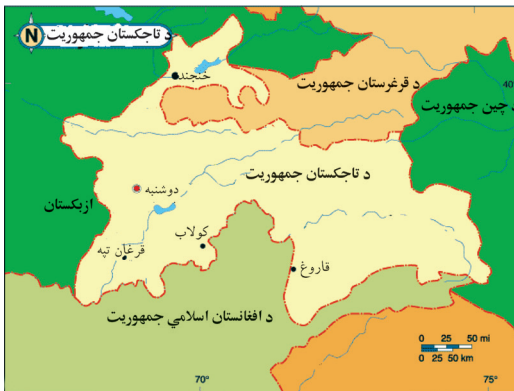 د تاجکستان جمهوریت
N
خنجند
40
د قرغزستان جمهوریت
د چین جمهوریت
د تاجکستان جمهوریت
دوشنبه
ازبکستان
کولاب
قرغان تپه
قاروغ
د افغانستان اسلامي جمهوریت
0 25 50 mi
0 25 50 km
70°
75°